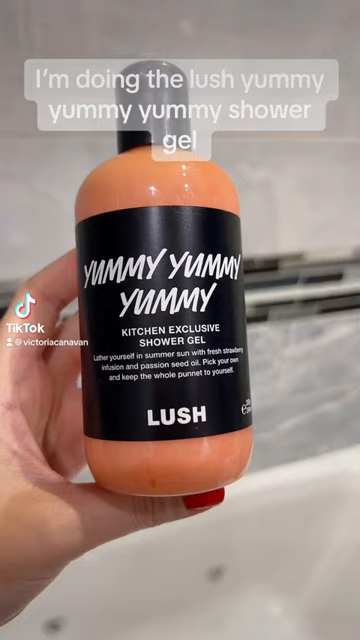 I'm doing the lush yummy
yummy yummy shower
gel
YUMMY YUMMY
YUMMY
KITCHEN EXCLUSIVE
SHOWER GEL
Lather yourself in summer sun with fresh strawberry
infusion and passion seed oil. Pick your own
and keep the whole punnet to yourself.
LUSH
TikTok
@victoriacanavan